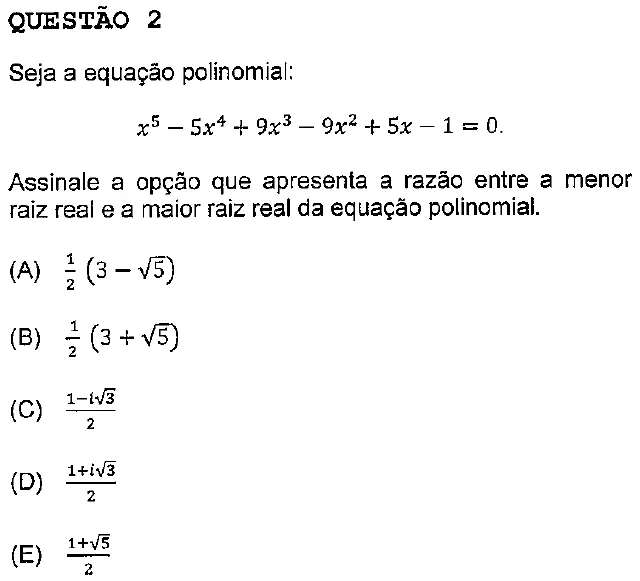 QUESTÃO 2
Seja a equação polinomial:
x⁵ − 5x⁴ + 9x³ − 9x² + 5x − 1 = 0.
Assinale a opção que apresenta a razão entre a menor
raiz real e a maior raiz real da equação polinomial.
(A) 1/2 (3 − √5)
(B) 1/2 (3 + √5)
(C) (1−i√3)/2
(D) (1+i√3)/2
(E) (1+√5)/2